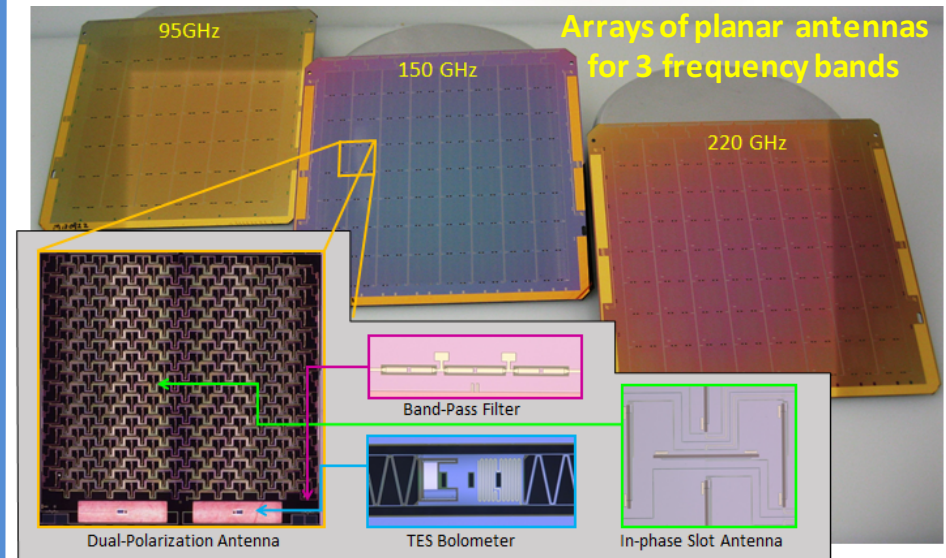 Arrays of planar antennas
for 3 frequency bands
95GHz
150 GHz
220 GHz
Band-Pass Filter
Dual-Polarization Antenna
TES Bolometer
In-phase Slot Antenna